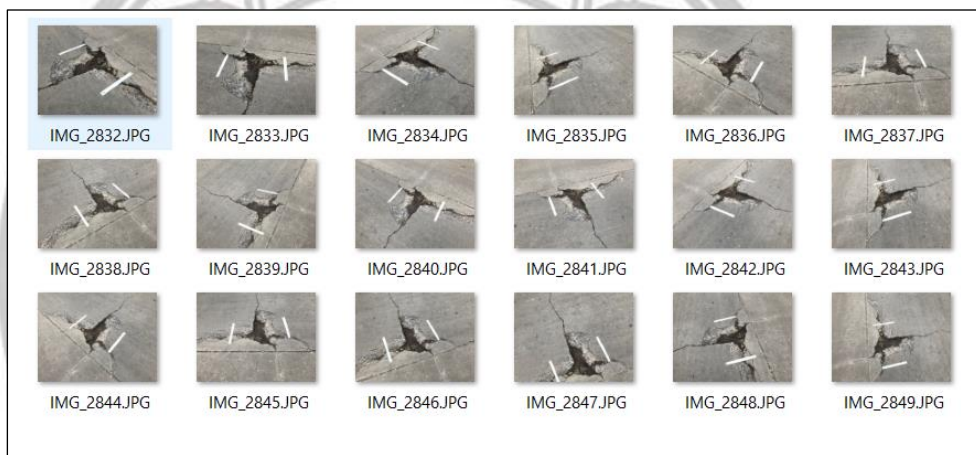 IMG_2832.JPG IMG_2833.JPG IMG_2834.JPG IMG_2835.JPG IMG_2836.JPG IMG_2837.JPG
IMG_2838.JPG IMG_2839.JPG IMG_2840.JPG IMG_2841.JPG IMG_2842.JPG IMG_2843.JPG
IMG_2844.JPG IMG_2845.JPG IMG_2846.JPG IMG_2847.JPG IMG_2848.JPG IMG_2849.JPG